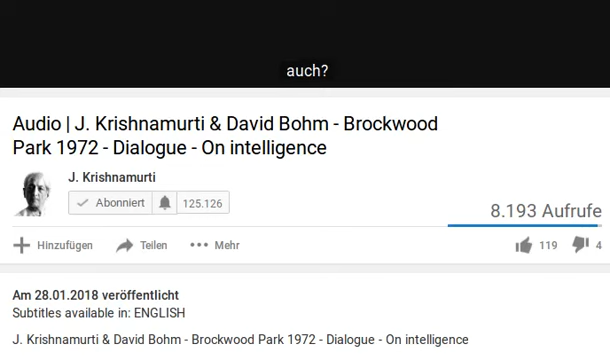 auch?
Audio | J. Krishnamurti & David Bohm - Brockwood
Park 1972 - Dialogue - On intelligence
J. Krishnamurti
Abonniert 125.126
8.193 Aufrufe
Hinzufügen Teilen Mehr 119 4
Am 28.01.2018 veröffentlicht
Subtitles available in: ENGLISH
J. Krishnamurti & David Bohm - Brockwood Park 1972 - Dialogue - On intelligence